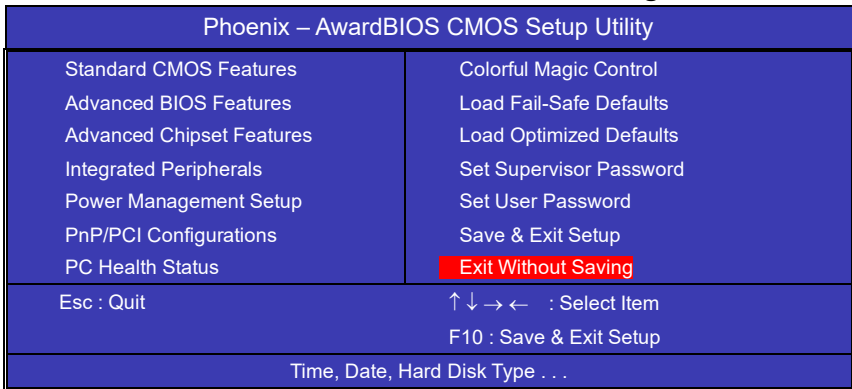 Phoenix – AwardBIOS CMOS Setup Utility
Standard CMOS Features
Advanced BIOS Features
Advanced Chipset Features
Integrated Peripherals
Power Management Setup
PnP/PCI Configurations
PC Health Status
Colorful Magic Control
Load Fail-Safe Defaults
Load Optimized Defaults
Set Supervisor Password
Set User Password
Save & Exit Setup
Exit Without Saving
Esc : Quit
↑ ↓ → ← : Select Item
F10 : Save & Exit Setup
Time, Date, Hard Disk Type . . .